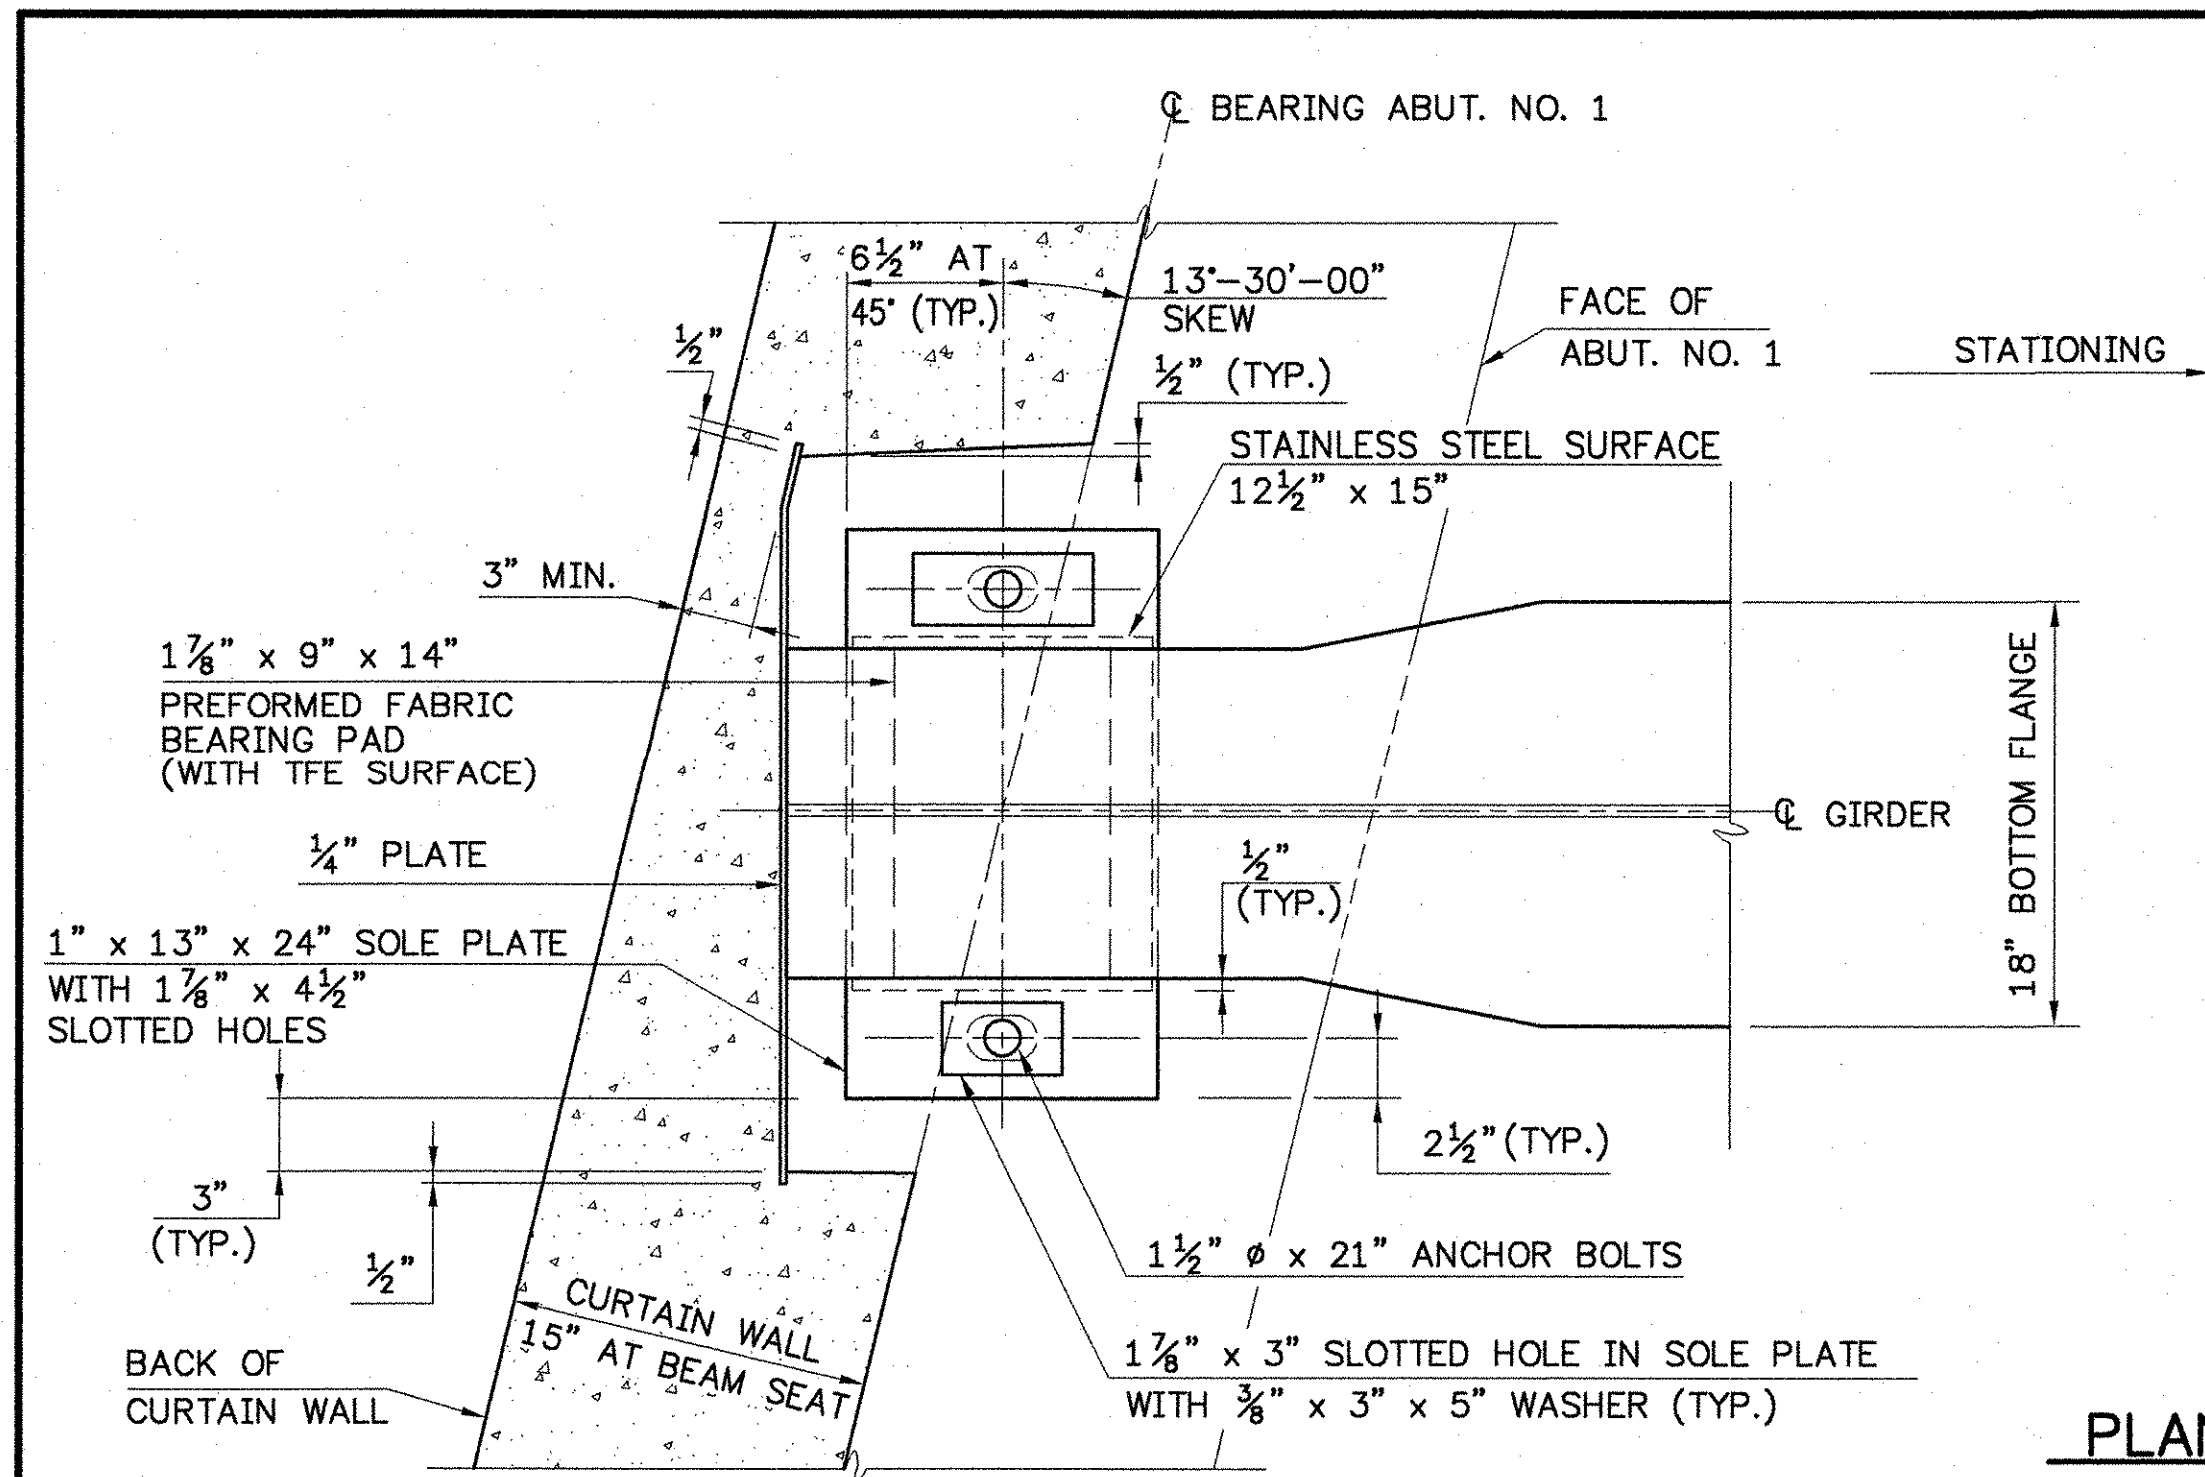 ℄ BEARING ABUT. NO. 1
6½" AT
45° (TYP.)
13°-30'-00"
SKEW
FACE OF
ABUT. NO. 1
STATIONING
½"
½" (TYP.)
STAINLESS STEEL SURFACE
12½" x 15"
3" MIN.
1⅞" x 9" x 14"
PREFORMED FABRIC
BEARING PAD
(WITH TFE SURFACE)
18" BOTTOM FLANGE
℄ GIRDER
¼" PLATE
½"
(TYP.)
1" x 13" x 24" SOLE PLATE
WITH 1⅞" x 4½"
SLOTTED HOLES
2½" (TYP.)
3"
(TYP.)
½"
1½" ø x 21" ANCHOR BOLTS
CURTAIN WALL
15" AT BEAM SEAT
1⅞" x 3" SLOTTED HOLE IN SOLE PLATE
WITH ⅜" x 3" x 5" WASHER (TYP.)
BACK OF
CURTAIN WALL